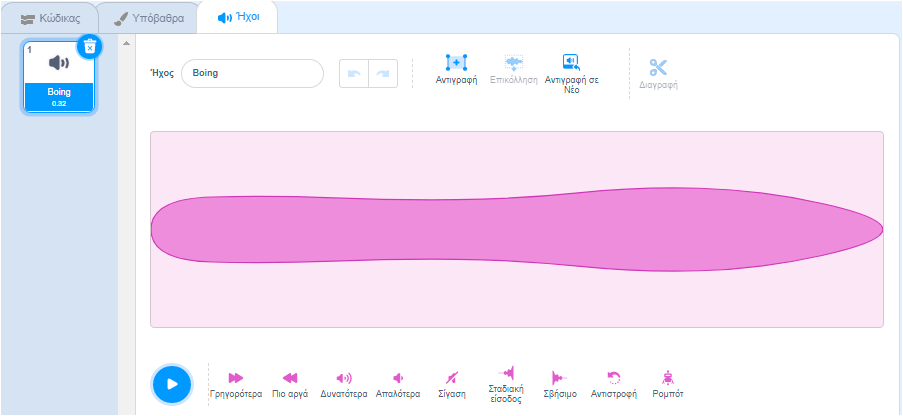 Κώδικας
Υπόβαθρα
Ήχοι
1
Boing
0.32
Ήχος
Boing
Αντιγραφή
Επικόλληση
Αντιγραφή σε
Νέο
Διαγραφή
Γρηγορότερα
Πιο αργά
Δυνατότερα
Απαλότερα
Σίγαση
Σταδιακή
είσοδος
Σβήσιμο
Αντιστροφή
Ρομπότ